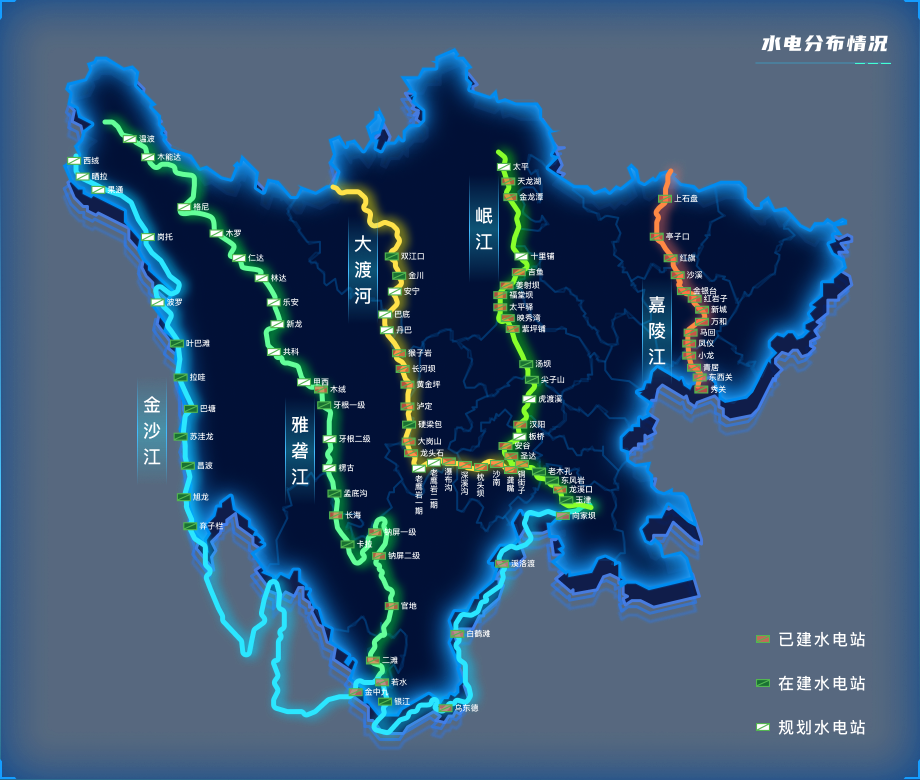 水电分布情况
温波
木能达
西绒
晒拉
果通
格尼
岗托
木罗
仁达
林达
波罗
乐安
新龙
叶巴滩
共科
拉哇
甲西
木绒
巴塘
牙根一级
苏洼龙
牙根二级
昌波
楞古
旭龙
孟底沟
长海
奔子栏
卡拉
锦屏一级
锦屏二级
官地
二滩
若水
金中九
银江
乌东德
白鹤滩
溪洛渡
向家坝
金沙江
雅砻江
大渡河
双江口
金川
安宁
巴底
丹巴
猴子岩
长河坝
黄金坪
泸定
硬梁包
大岗山
龙头石
老鹰岩一期
老鹰岩二期
瀑布沟
深溪沟
枕头坝
沙南
龚嘴
铜街子
岷江
太平
天龙湖
金龙潭
十里铺
吉鱼
姜射坝
福堂坝
太平驿
映秀湾
紫坪铺
汤坝
尖子山
虎渡溪
汉阳
板桥
安谷
圣达
老木孔
东风岩
龙溪口
玉津
嘉陵江
上石盘
亭子口
红旗
沙溪
金银台
红岩子
新城
万和
马回
凤仪
小龙
青居
东西关
秀关
已建水电站
在建水电站
规划水电站